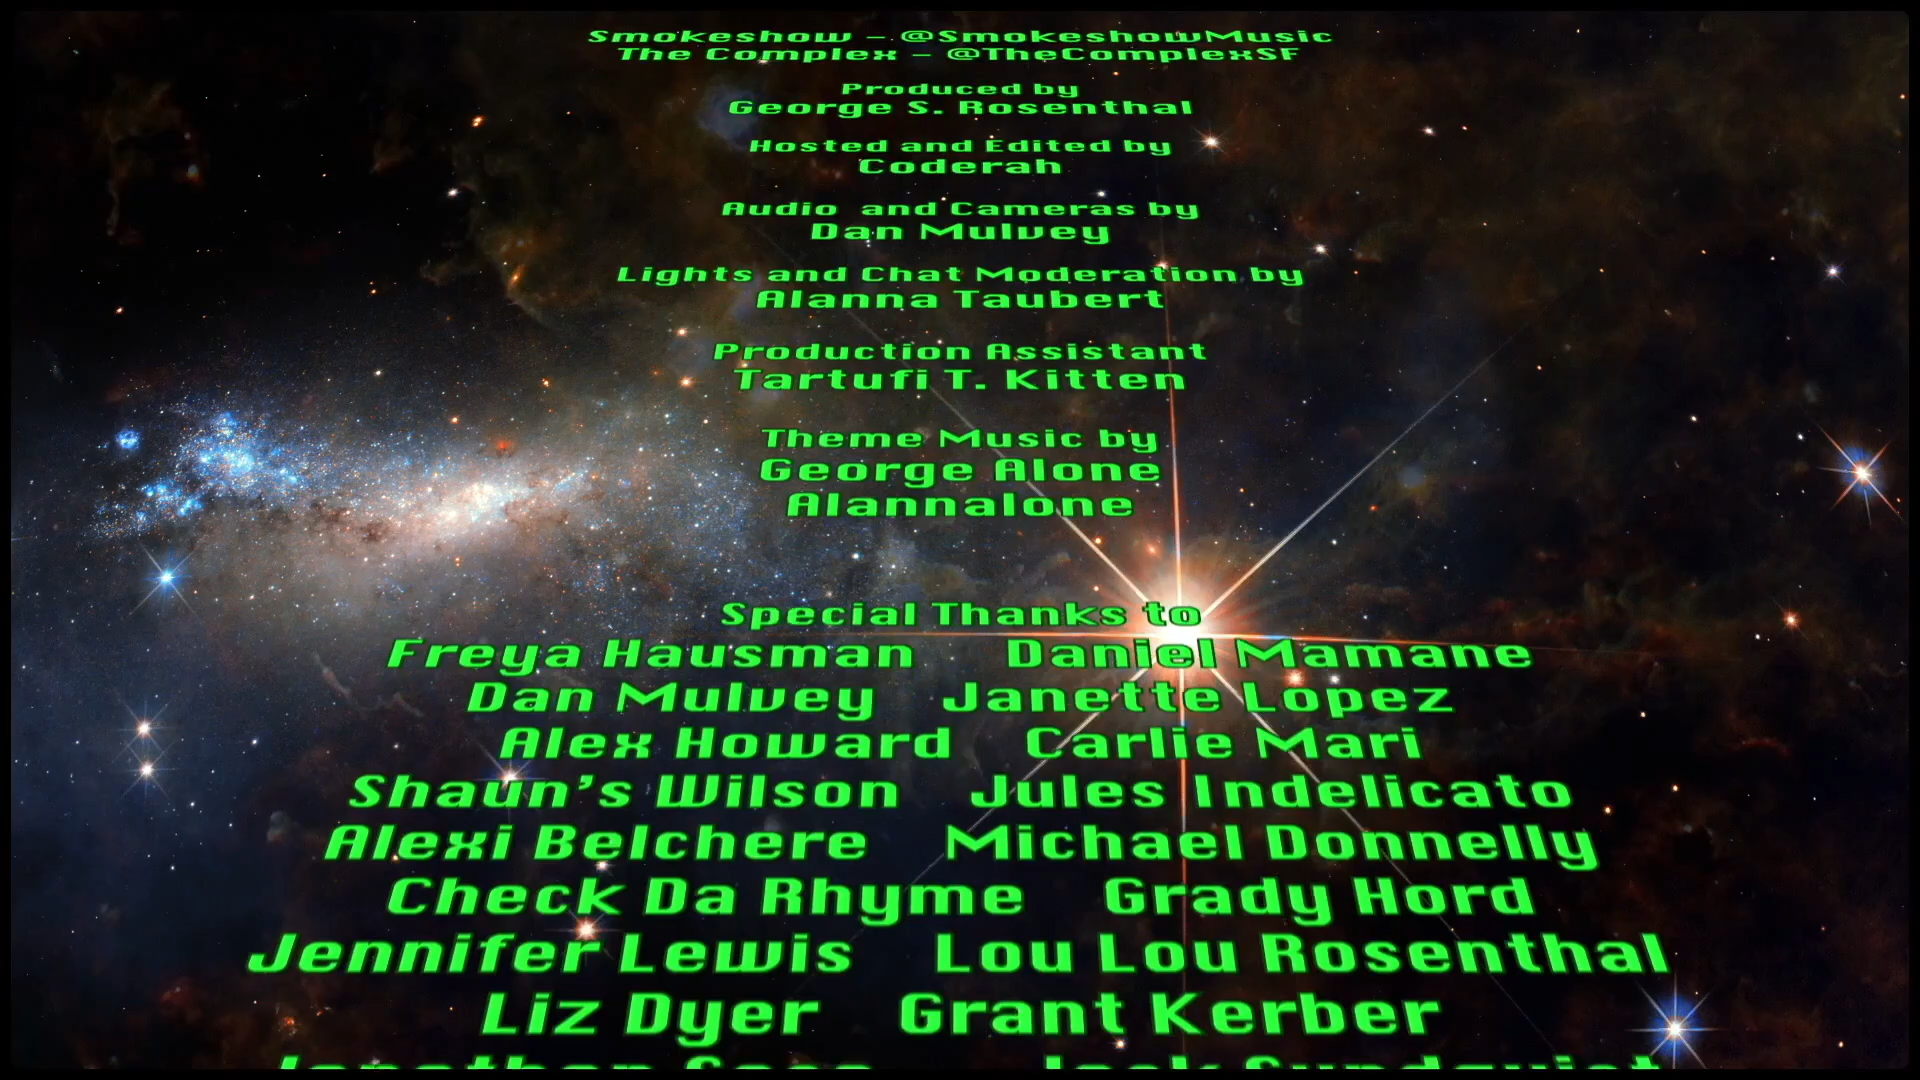 Smokeshow - @SmokeshowMusic
The Complex - @TheComplexSF
Produced by
George S. Rosenthal
Hosted and Edited by
Coderah
Audio and Cameras by
Dan Mulvey
Lights and Chat Moderation by
Alanna Taubert
Production Assistant
Tartufi T. Kitten
Theme Music by
George Alone
Alannalone
Special Thanks to
Freya Hausman Daniel Mamane
Dan Mulvey Janette Lopez
Alex Howard Carlie Mari
Shaun's Wilson Jules Indelicato
Alexi Belchere Michael Donnelly
Check Da Rhyme Grady Hord
Jennifer Lewis Lou Lou Rosenthal
Liz Dyer Grant Kerber